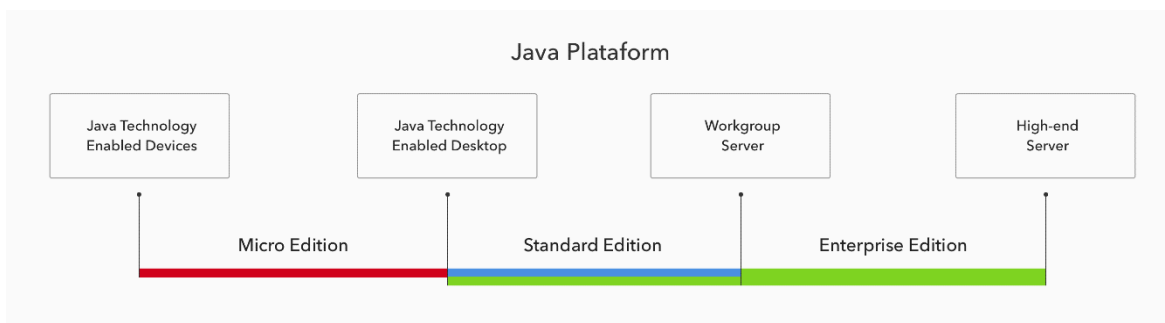 Java Plataform
Java Technology
Enabled Devices
Java Technology
Enabled Desktop
Workgroup
Server
High-end
Server
Micro Edition
Standard Edition
Enterprise Edition